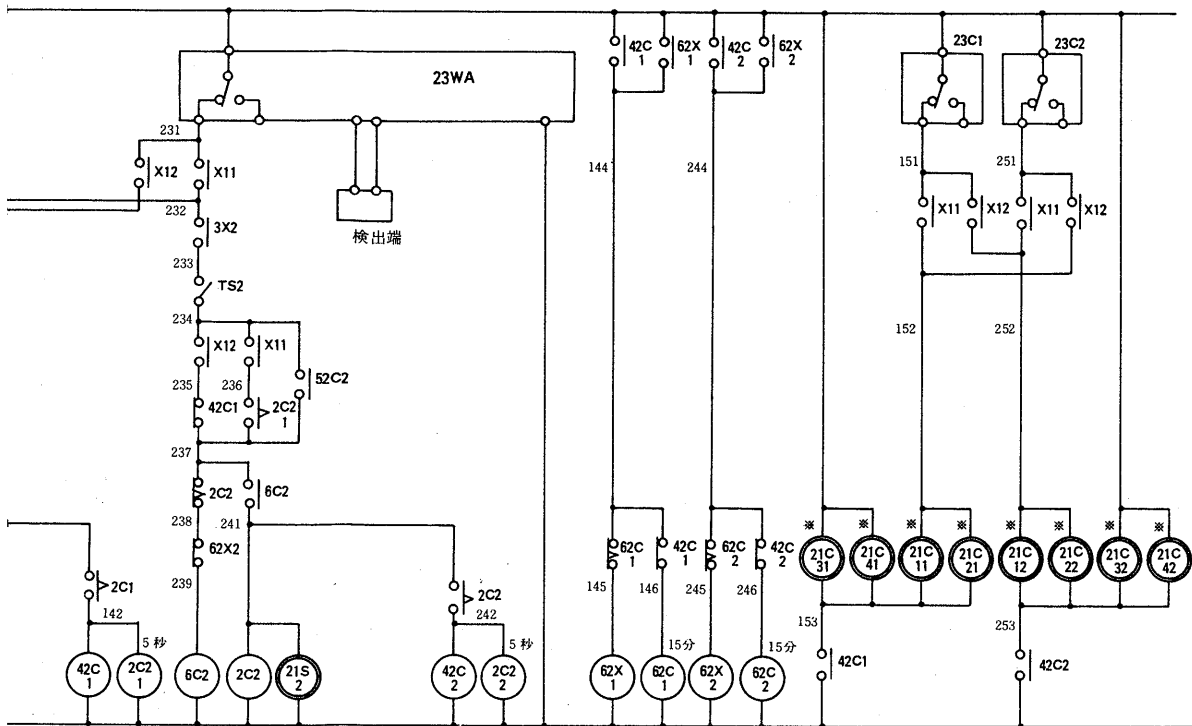 42C
1
62X
1
42C
2
62X
2
23C1
23C2
23WA
231
X12
X11
144
244
151
251
232
X11
X12
X11
X12
3X2
検出端
233
TS2
234
152
252
X12
X11
52C2
235
236
42C1
2C2
1
237
2C2
6C2
238
241
※
※
※
※
※
※
※
※
62X2
62C
1
42C
1
62C
2
42C
2
21C
31
21C
41
21C
11
21C
21
21C
12
21C
22
21C
32
21C
42
2C1
239
2C2
145
146
245
246
142
242
153
253
5秒
5秒
15分
15分
42C
1
2C2
1
6C2
2C2
21S
2
42C
2
2C2
2
62X
1
62C
1
62X
2
62C
2
42C1
42C2